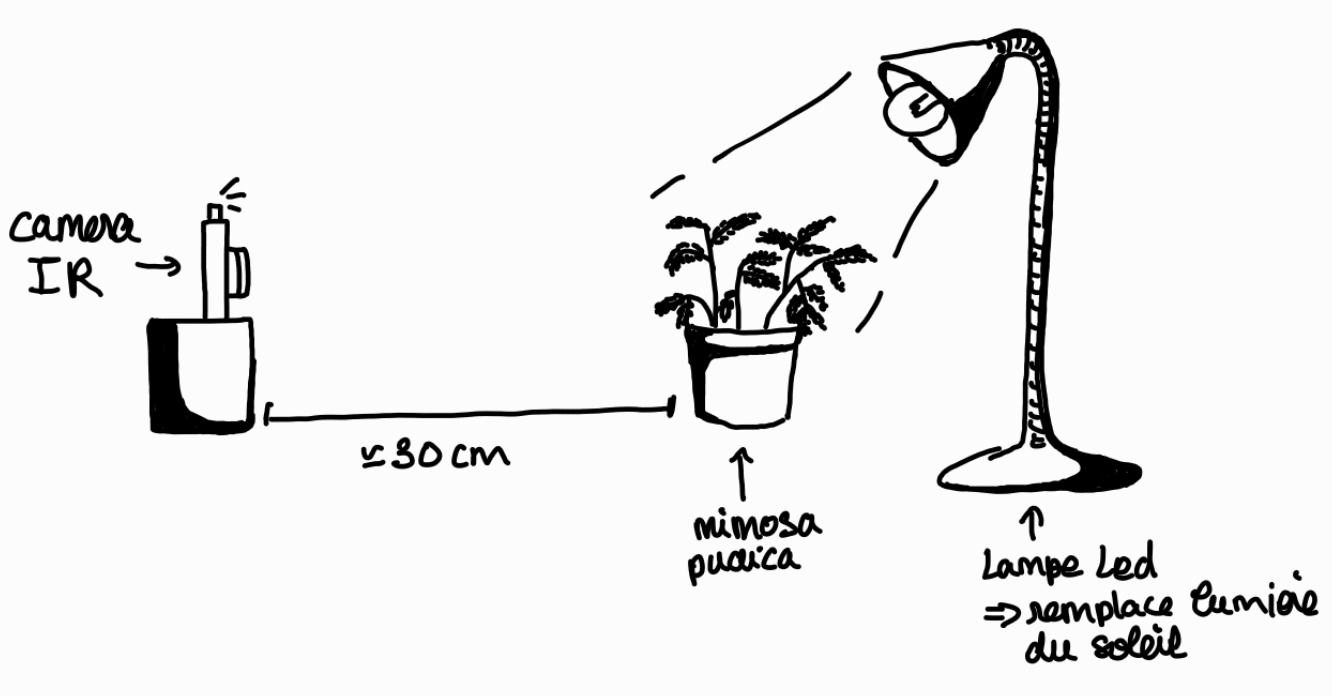 camera
IR
≃30 cm
mimosa
pudica
Lampe Led
⇒ remplace lumière
du soleil